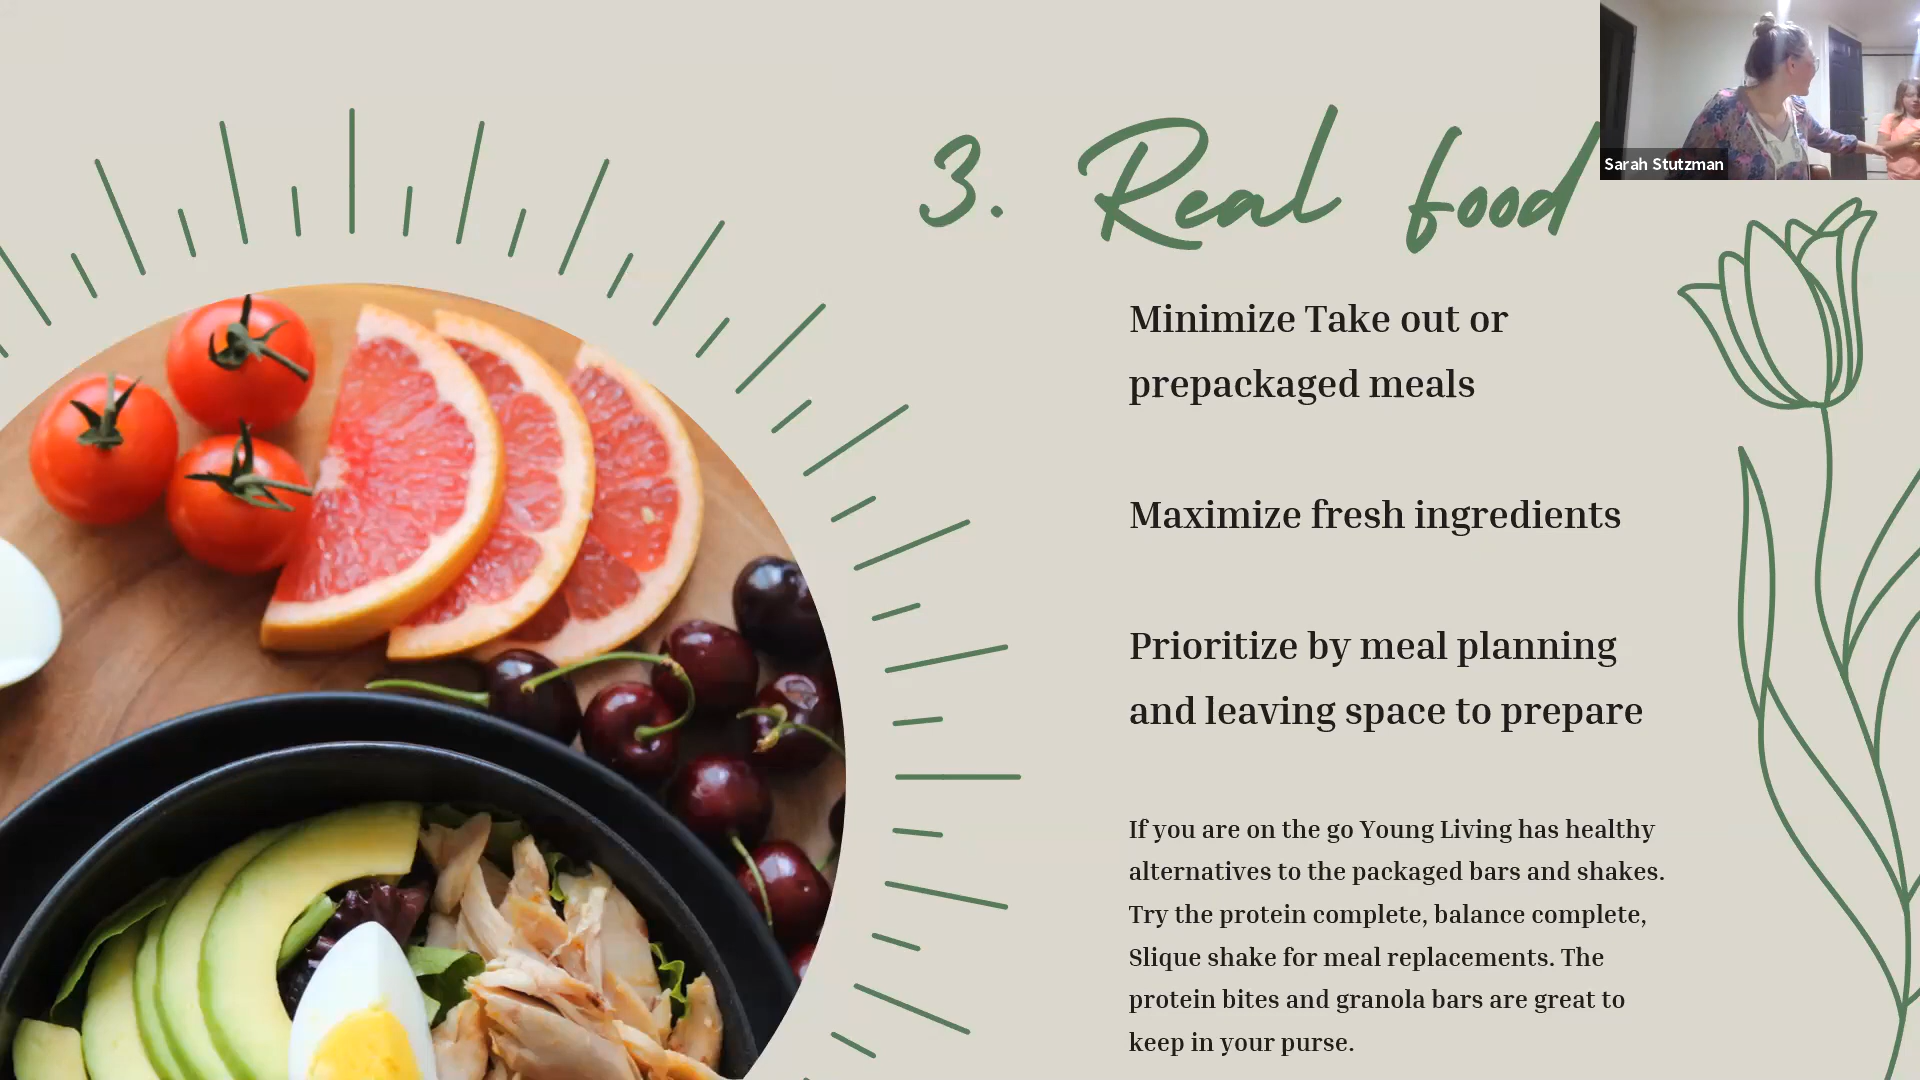 3. Real food
Sarah Stutzman
Minimize Take out or
prepackaged meals
Maximize fresh ingredients
Prioritize by meal planning
and leaving space to prepare
If you are on the go Young Living has healthy
alternatives to the packaged bars and shakes.
Try the protein complete, balance complete,
Slique shake for meal replacements. The
protein bites and granola bars are great to
keep in your purse.